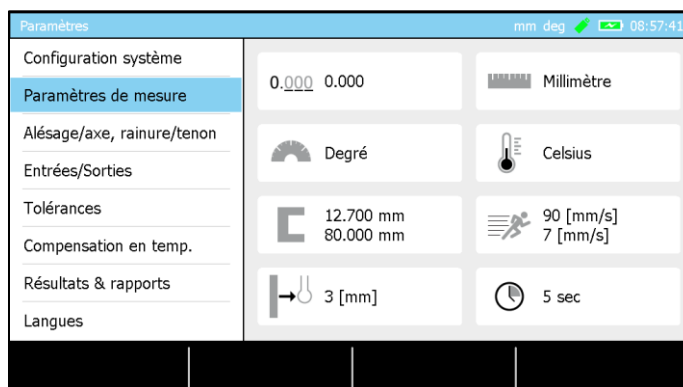 Paramètres
mm deg 08:57:41
Configuration système
Paramètres de mesure
Alésage/axe, rainure/tenon
Entrées/Sorties
Tolérances
Compensation en temp.
Résultats & rapports
Langues
0.000 0.000
Millimètre
Degré
Celsius
12.700 mm
80.000 mm
90 [mm/s]
7 [mm/s]
3 [mm]
5 sec